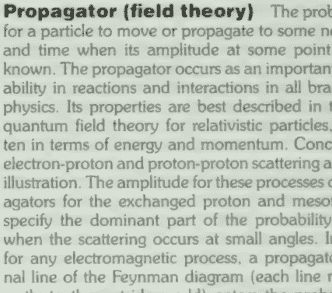 Propagator (field theory) The prob
for a particle to move or propagate to some n
and time when its amplitude at some point
known. The propagator occurs as an important
ability in reactions and interactions in all bra
physics. Its properties are best described in t
quantum field theory for relativistic particles,
ten in terms of energy and momentum. Conc
electron-proton and proton-proton scattering a
illustration. The amplitude for these processes
agators for the exchanged proton and meso
specify the dominant part of the probability
when the scattering occurs at small angles. I
for any electromagnetic process, a propagat
nal line of the Feynman diagram (each line